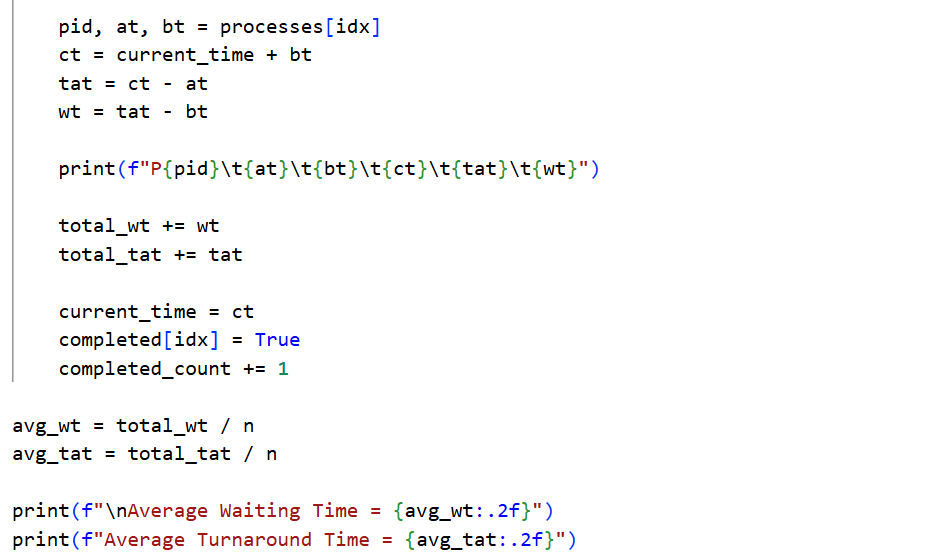 pid, at, bt = processes[idx]
ct = current_time + bt
tat = ct - at
wt = tat - bt
print(f"P{pid}\t{at}\t{bt}\t{ct}\t{tat}\t{wt}")
total_wt += wt
total_tat += tat
current_time = ct
completed[idx] = True
completed_count += 1
avg_wt = total_wt / n
avg_tat = total_tat / n
print(f"\nAverage Waiting Time = {avg_wt:.2f}")
print(f"Average Turnaround Time = {avg_tat:.2f}")